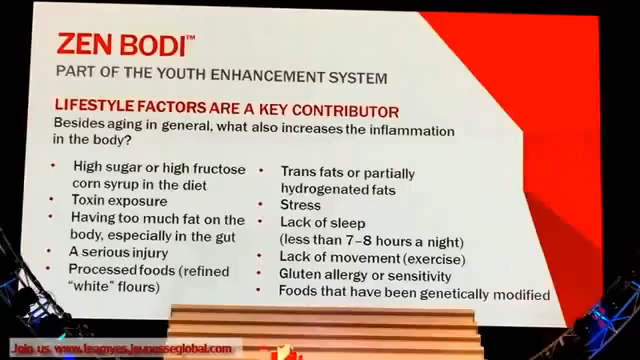 ZEN BODI™
PART OF THE YOUTH ENHANCEMENT SYSTEM
LIFESTYLE FACTORS ARE A KEY CONTRIBUTOR
Besides aging in general, what also increases the inflammation
in the body?
• High sugar or high fructose
corn syrup in the diet
• Toxin exposure
• Having too much fat on the
body, especially in the gut
• A serious injury
• Processed foods (refined
“white” flours)
• Trans fats or partially
hydrogenated fats
• Stress
• Lack of sleep
(less than 7–8 hours a night)
• Lack of movement (exercise)
• Gluten allergy or sensitivity
• Foods that have been genetically modified
Join us. www.teamyes.jeunesseglobal.com